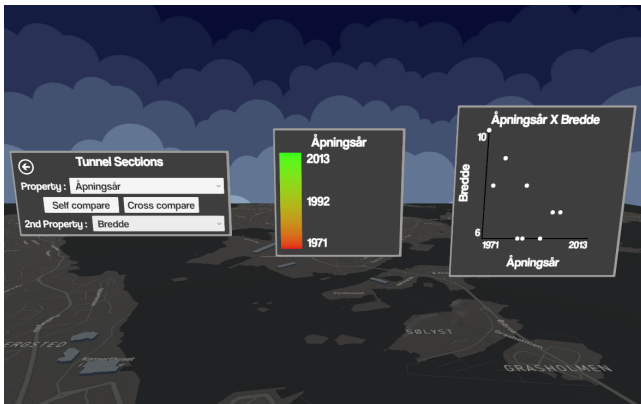 Tunnel Sections
Property : Åpningsår
Self compare Cross compare
2nd Property : Bredde
Åpningsår
2013
1992
1971
Åpningsår X Bredde
10
Bredde
6
1971 2013
Åpningsår
SØLYST
GRASHOLMEN